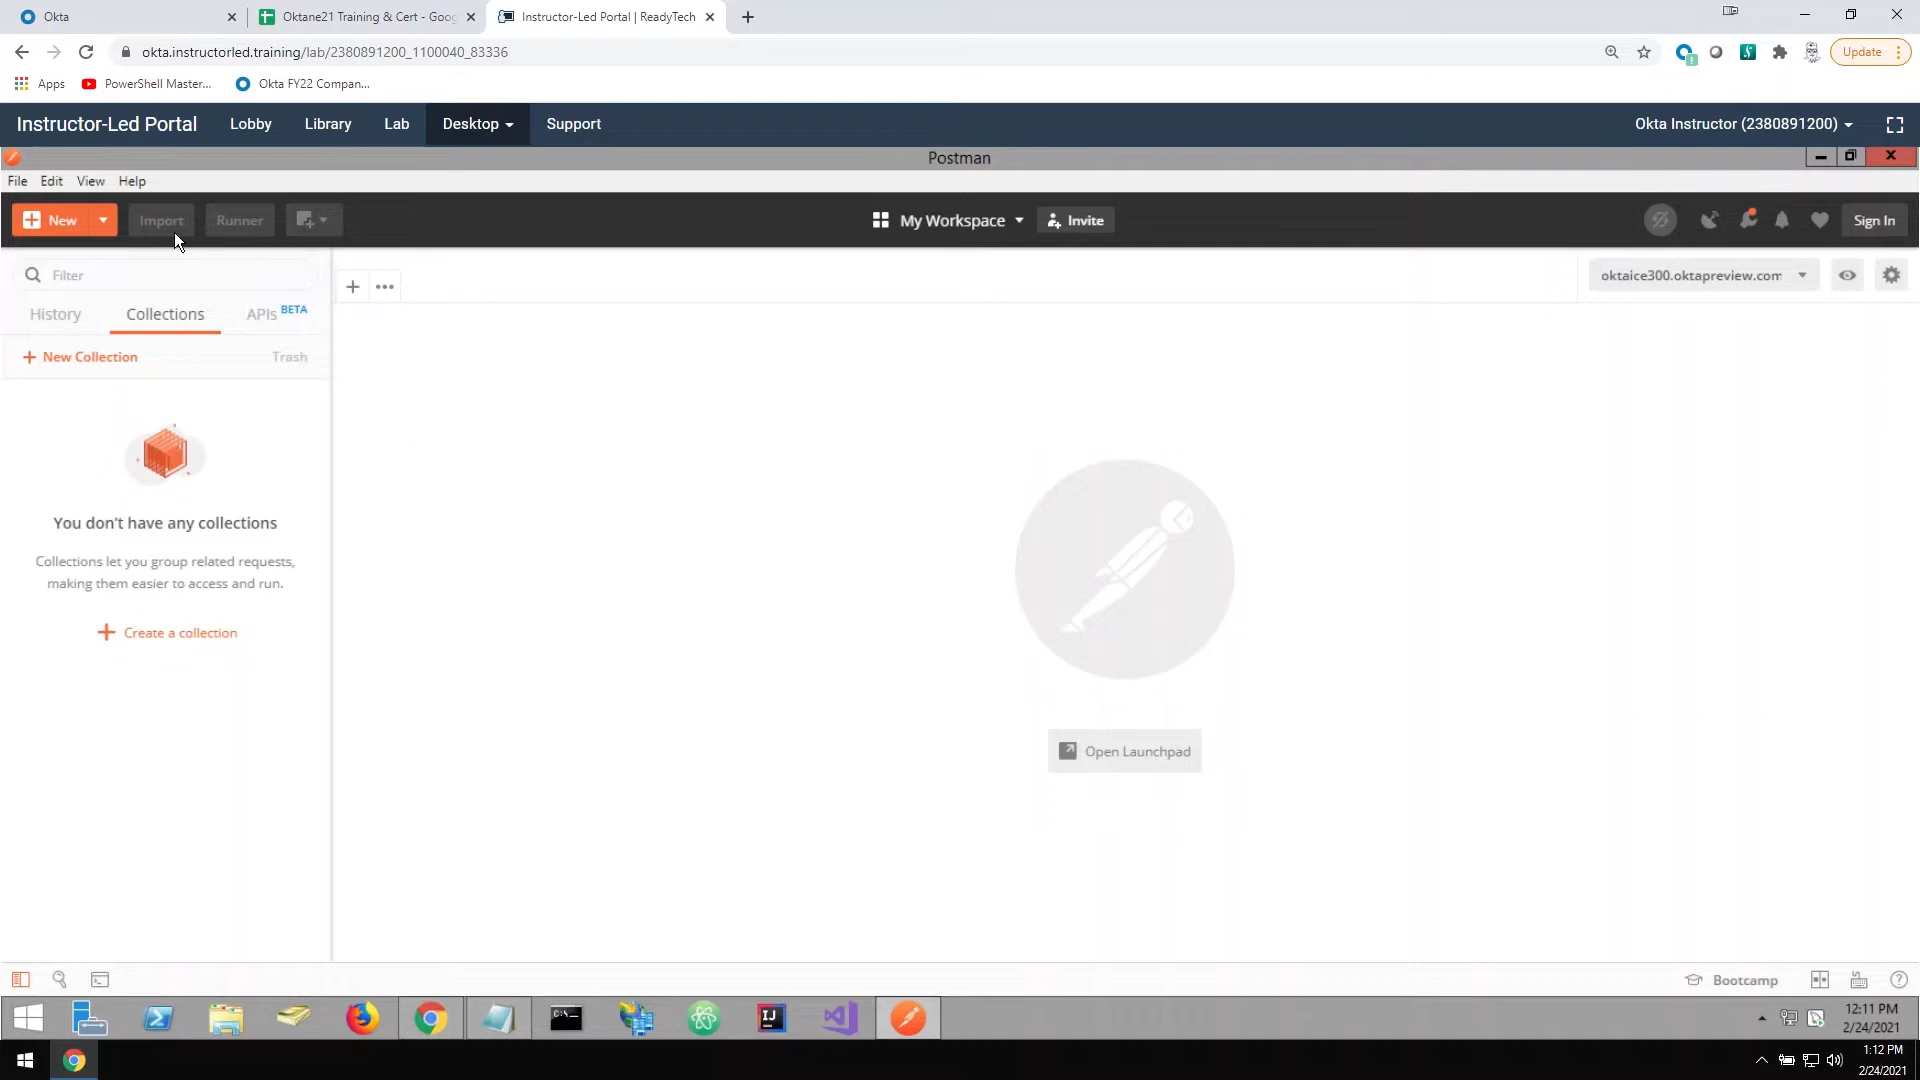 Okta
Oktane21 Training & Cert - Goog
Instructor-Led Portal | ReadyTech
okta.instructorled.training/lab/2380891200_1100040_83336
Update
Apps
PowerShell Master...
Okta FY22 Compan...
Instructor-Led Portal
Lobby
Library
Lab
Desktop
Support
Okta Instructor (2380891200)
Postman
File
Edit
View
Help
New
Import
Runner
My Workspace
Invite
Sign In
Filter
oktaice300.oktapreview.com
History
Collections
APIs BETA
New Collection
Trash
You don't have any collections
Collections let you group related requests,
making them easier to access and run.
Create a collection
Open Launchpad
Bootcamp
C:\
IJ
12:11 PM
2/24/2021
1:12 PM
2/24/2021